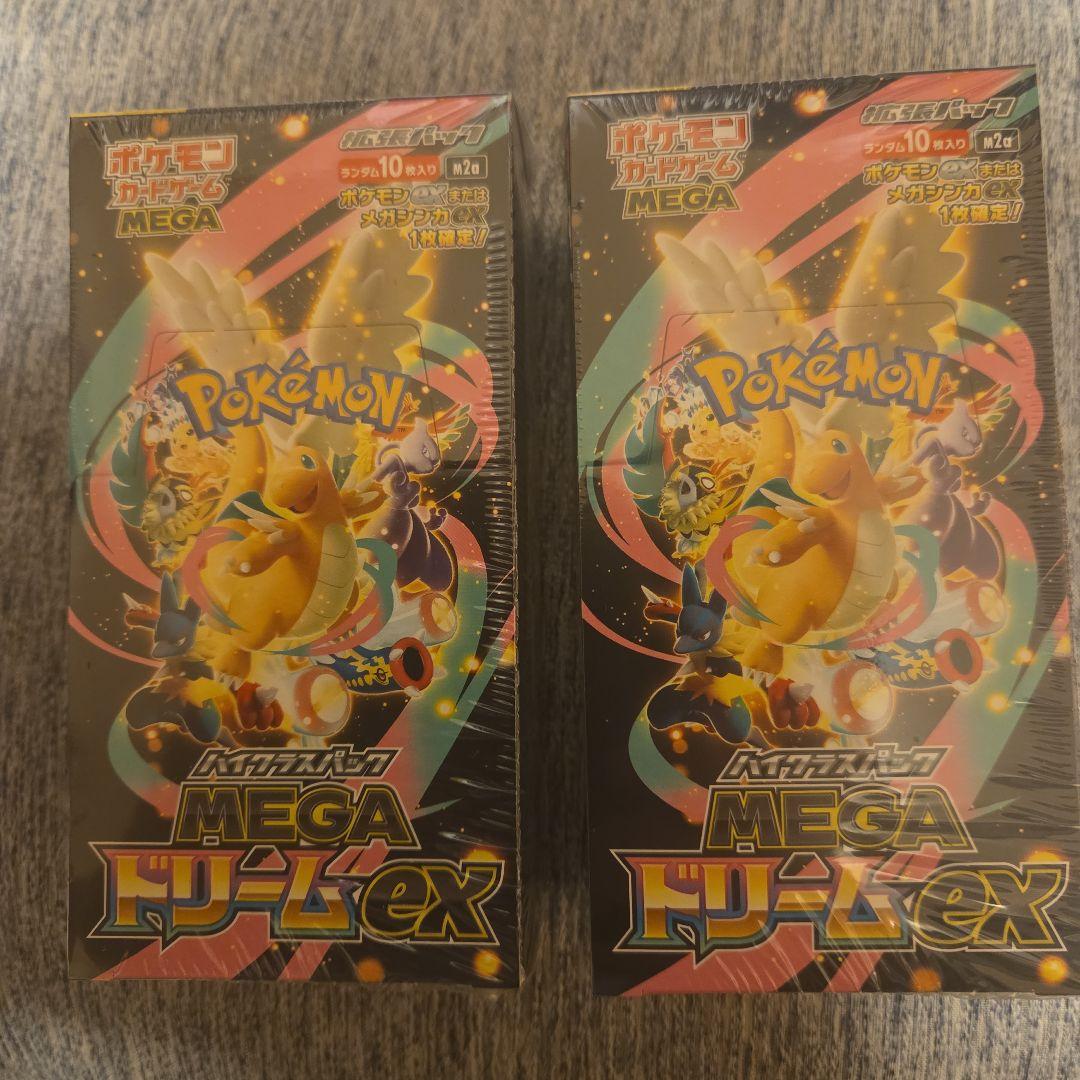 ポケモン
カードゲーム
MEGA
拡張パック
ランダム10枚入り
M2a
ポケモンexまたは
メガシンカex
1枚確定!
POKÉMON
TM
ハイクラスパック
MEGA
ドリームex
ポケモン
カードゲーム
MEGA
拡張パック
ランダム10枚入り
M2a
ポケモンexまたは
メガシンカex
1枚確定!
POKÉMON
TM
ハイクラスパック
MEGA
ドリームex